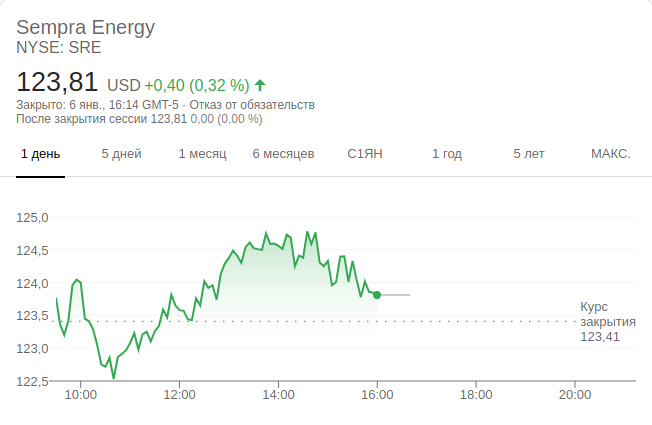 Sempra Energy
NYSE: SRE
123,81 USD +0,40 (0,32 %)
Закрыто: 6 янв., 16:14 GMT-5 · Отказ от обязательств
После закрытия сессии 123,81 0,00 (0,00 %)
1 день 5 дней 1 месяц 6 месяцев С1ЯН 1 год 5 лет МАКС.
125,0
124,5
124,0
123,5
123,0
122,5
Курс
закрытия
123,41
10:00 12:00 14:00 16:00 18:00 20:00